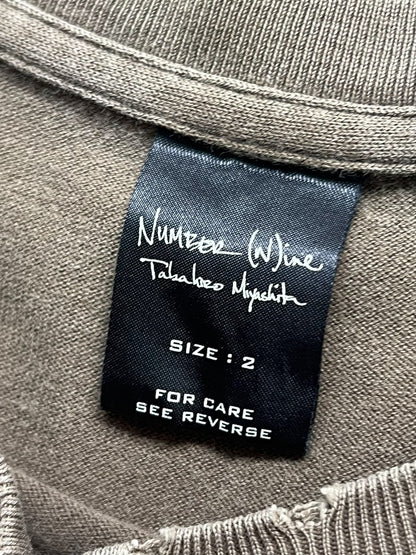 NUMBER (N)ine
Takahiro Miyashita
SIZE : 2
FOR CARE
SEE REVERSE